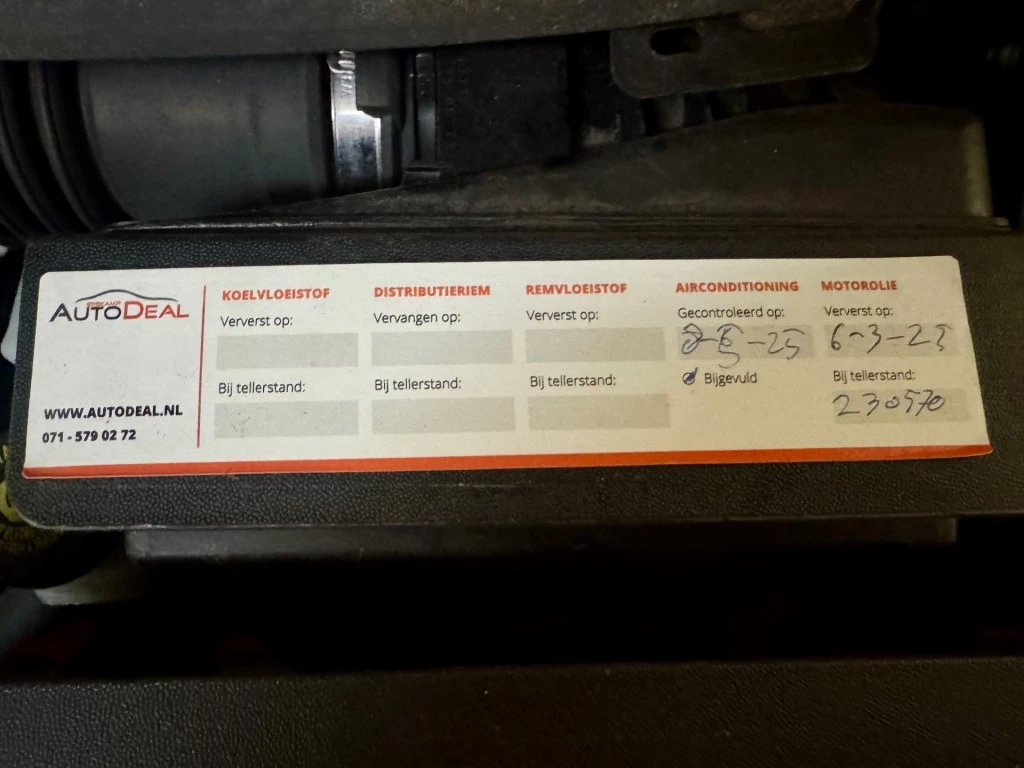 AUTODEAL
WWW.AUTODEAL.NL
071 - 579 02 72
KOELVLOEISTOF
Ververst op:
Bij tellerstand:
DISTRIBUTIERIEM
Vervangen op:
Bij tellerstand:
REMVLOEISTOF
Ververst op:
Bij tellerstand:
AIRCONDITIONING
Gecontroleerd op:
Bijgevuld
MOTOROLIE
Ververst op:
Bij tellerstand:
230570